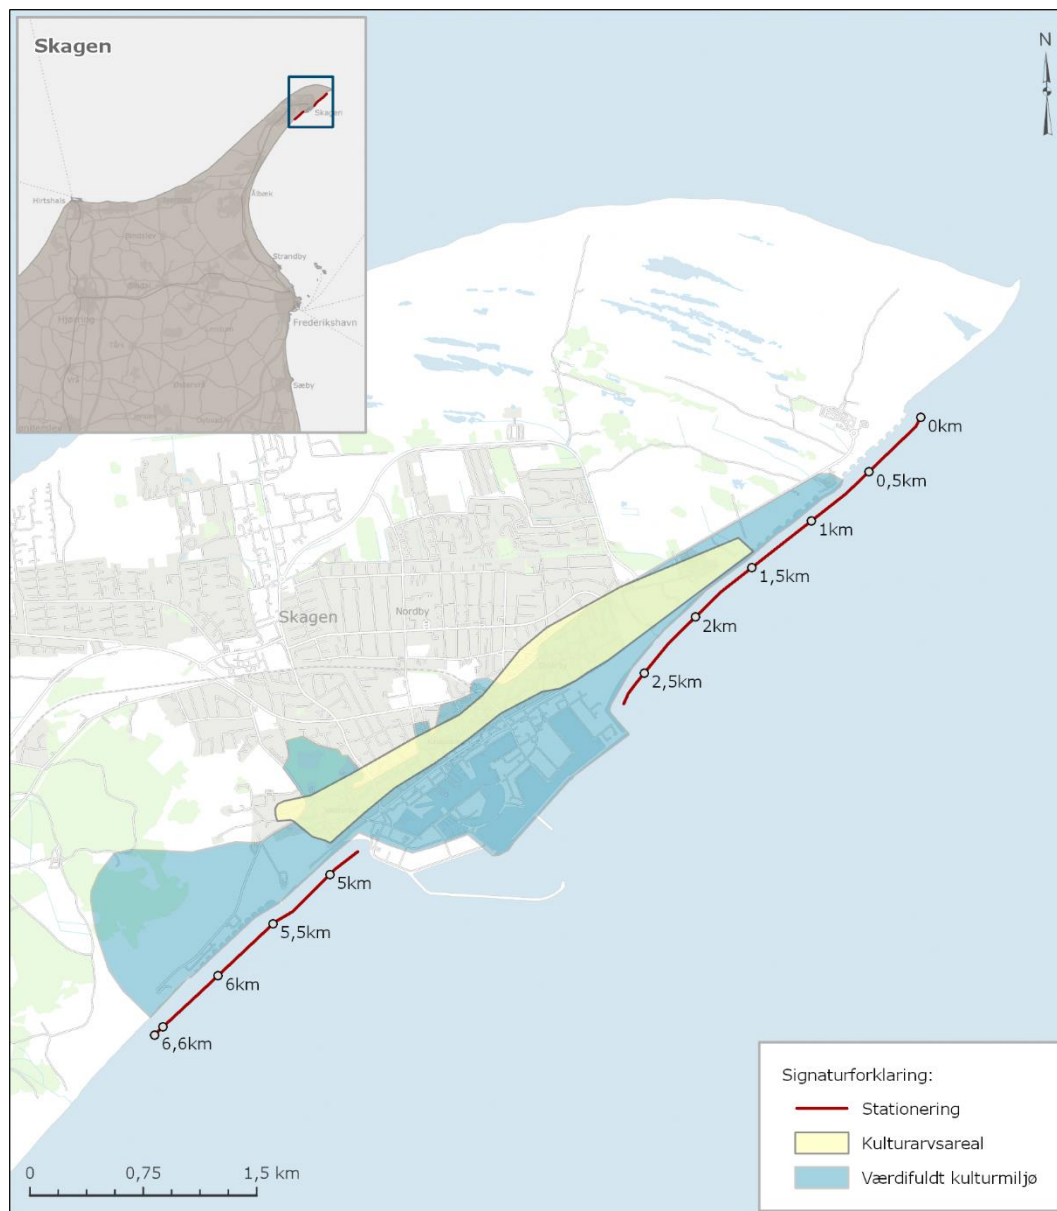 Skagen
N
Skagen
Hirtshals
Ålbæk
Strandby
Hjørring
Frederikshavn
Vrå
Sæby
0km
0,5km
1km
1,5km
2km
2,5km
Nordby
Skagen
5km
5,5km
6km
6,6km
Signaturforklaring:
Stationering
Kulturarvsareal
Værdifuldt kulturmiljø
0 0,75 1,5 km